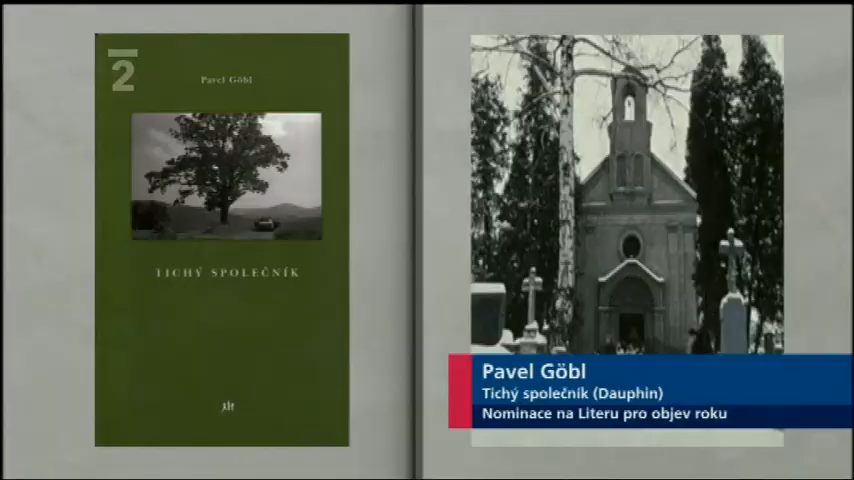 2
Pavel Göbl
TICHÝ SPOLEČNÍK
Pavel Göbl
Tichý společník (Dauphin)
Nominace na Literu pro objev roku